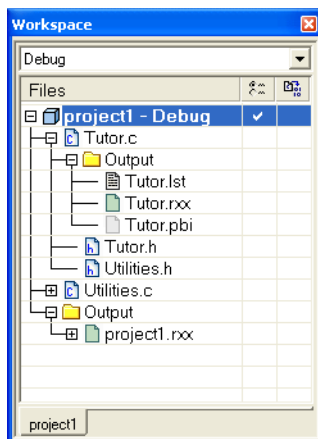 Workspace
Debug
Files
project1 - Debug
Tutor.c
Output
Tutor.lst
Tutor.rxx
Tutor.pbi
Tutor.h
Utilities.h
Utilities.c
Output
project1.rxx
project1